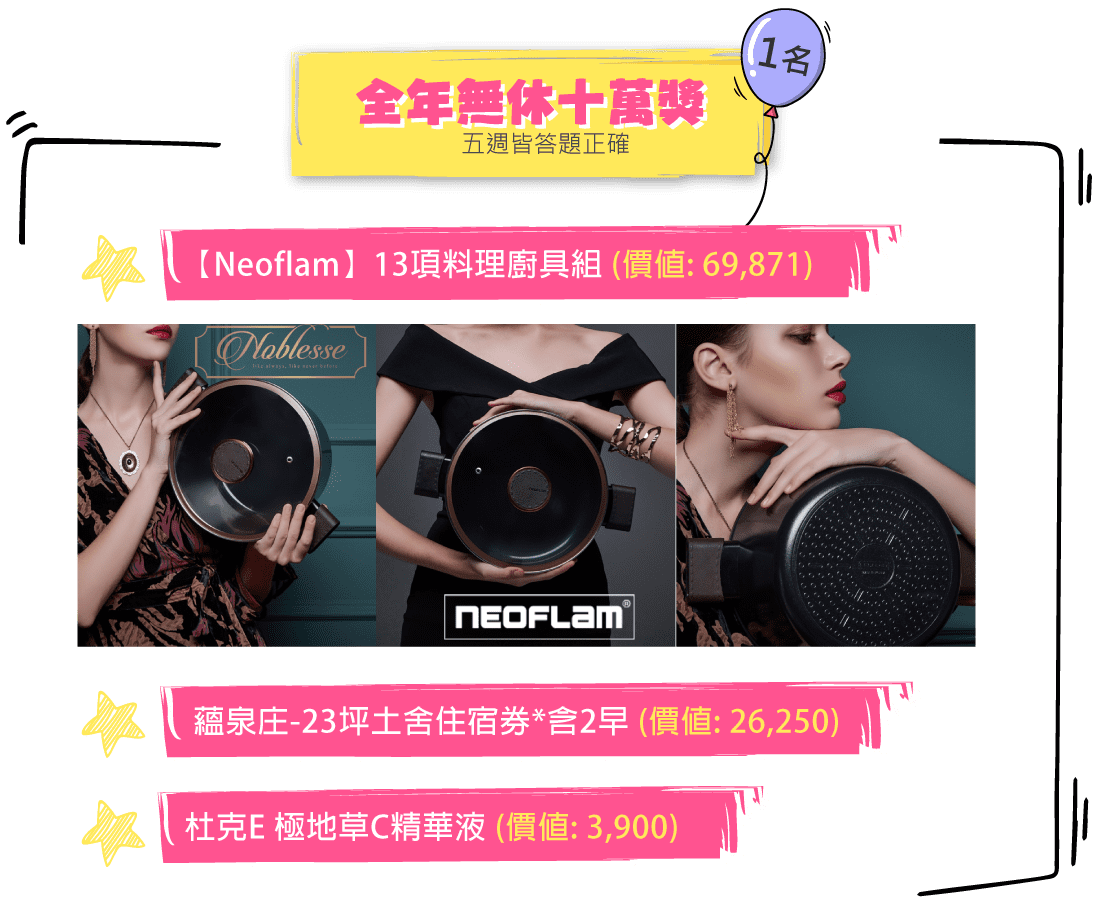 1名
全年無休十萬獎
五週皆答題正確
【Neoflam】13項料理廚具組 (價值: 69,871)
Noblesse
NEOFLAM®
蘊泉庄-23坪土舍住宿券*含2早 (價值: 26,250)
杜克E 極地草C精華液 (價值: 3,900)